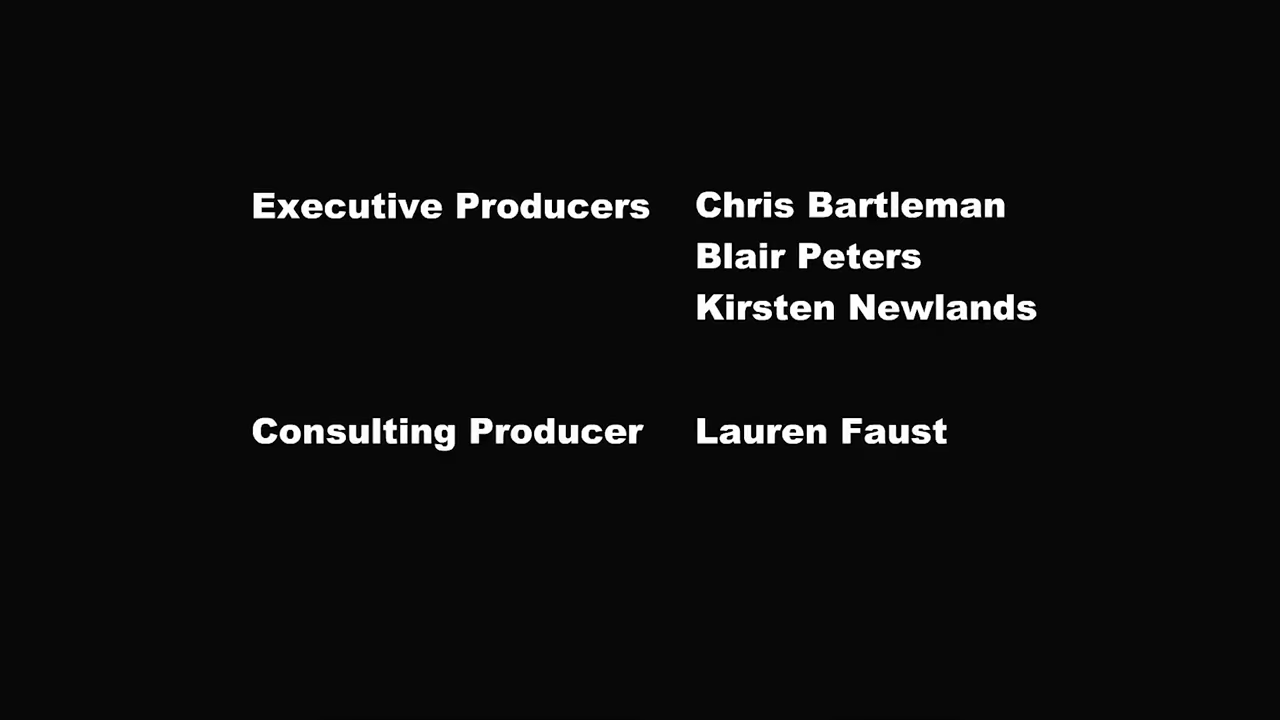 Executive Producers Chris Bartleman
Blair Peters
Kirsten Newlands
Consulting Producer Lauren Faust